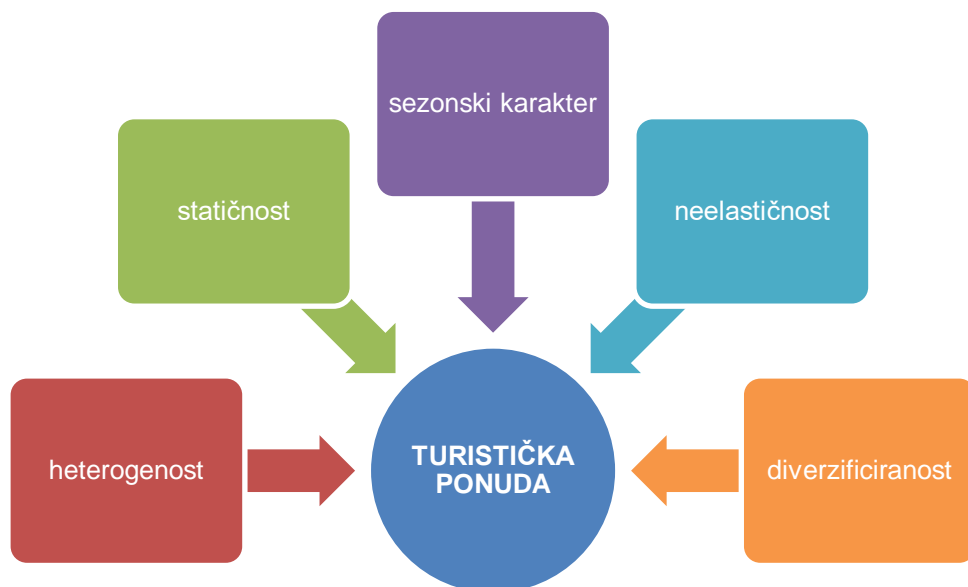 sezonski karakter
statičnost
neelastičnost
heterogenost
TURISTIČKA
PONUDA
diverzificiranost